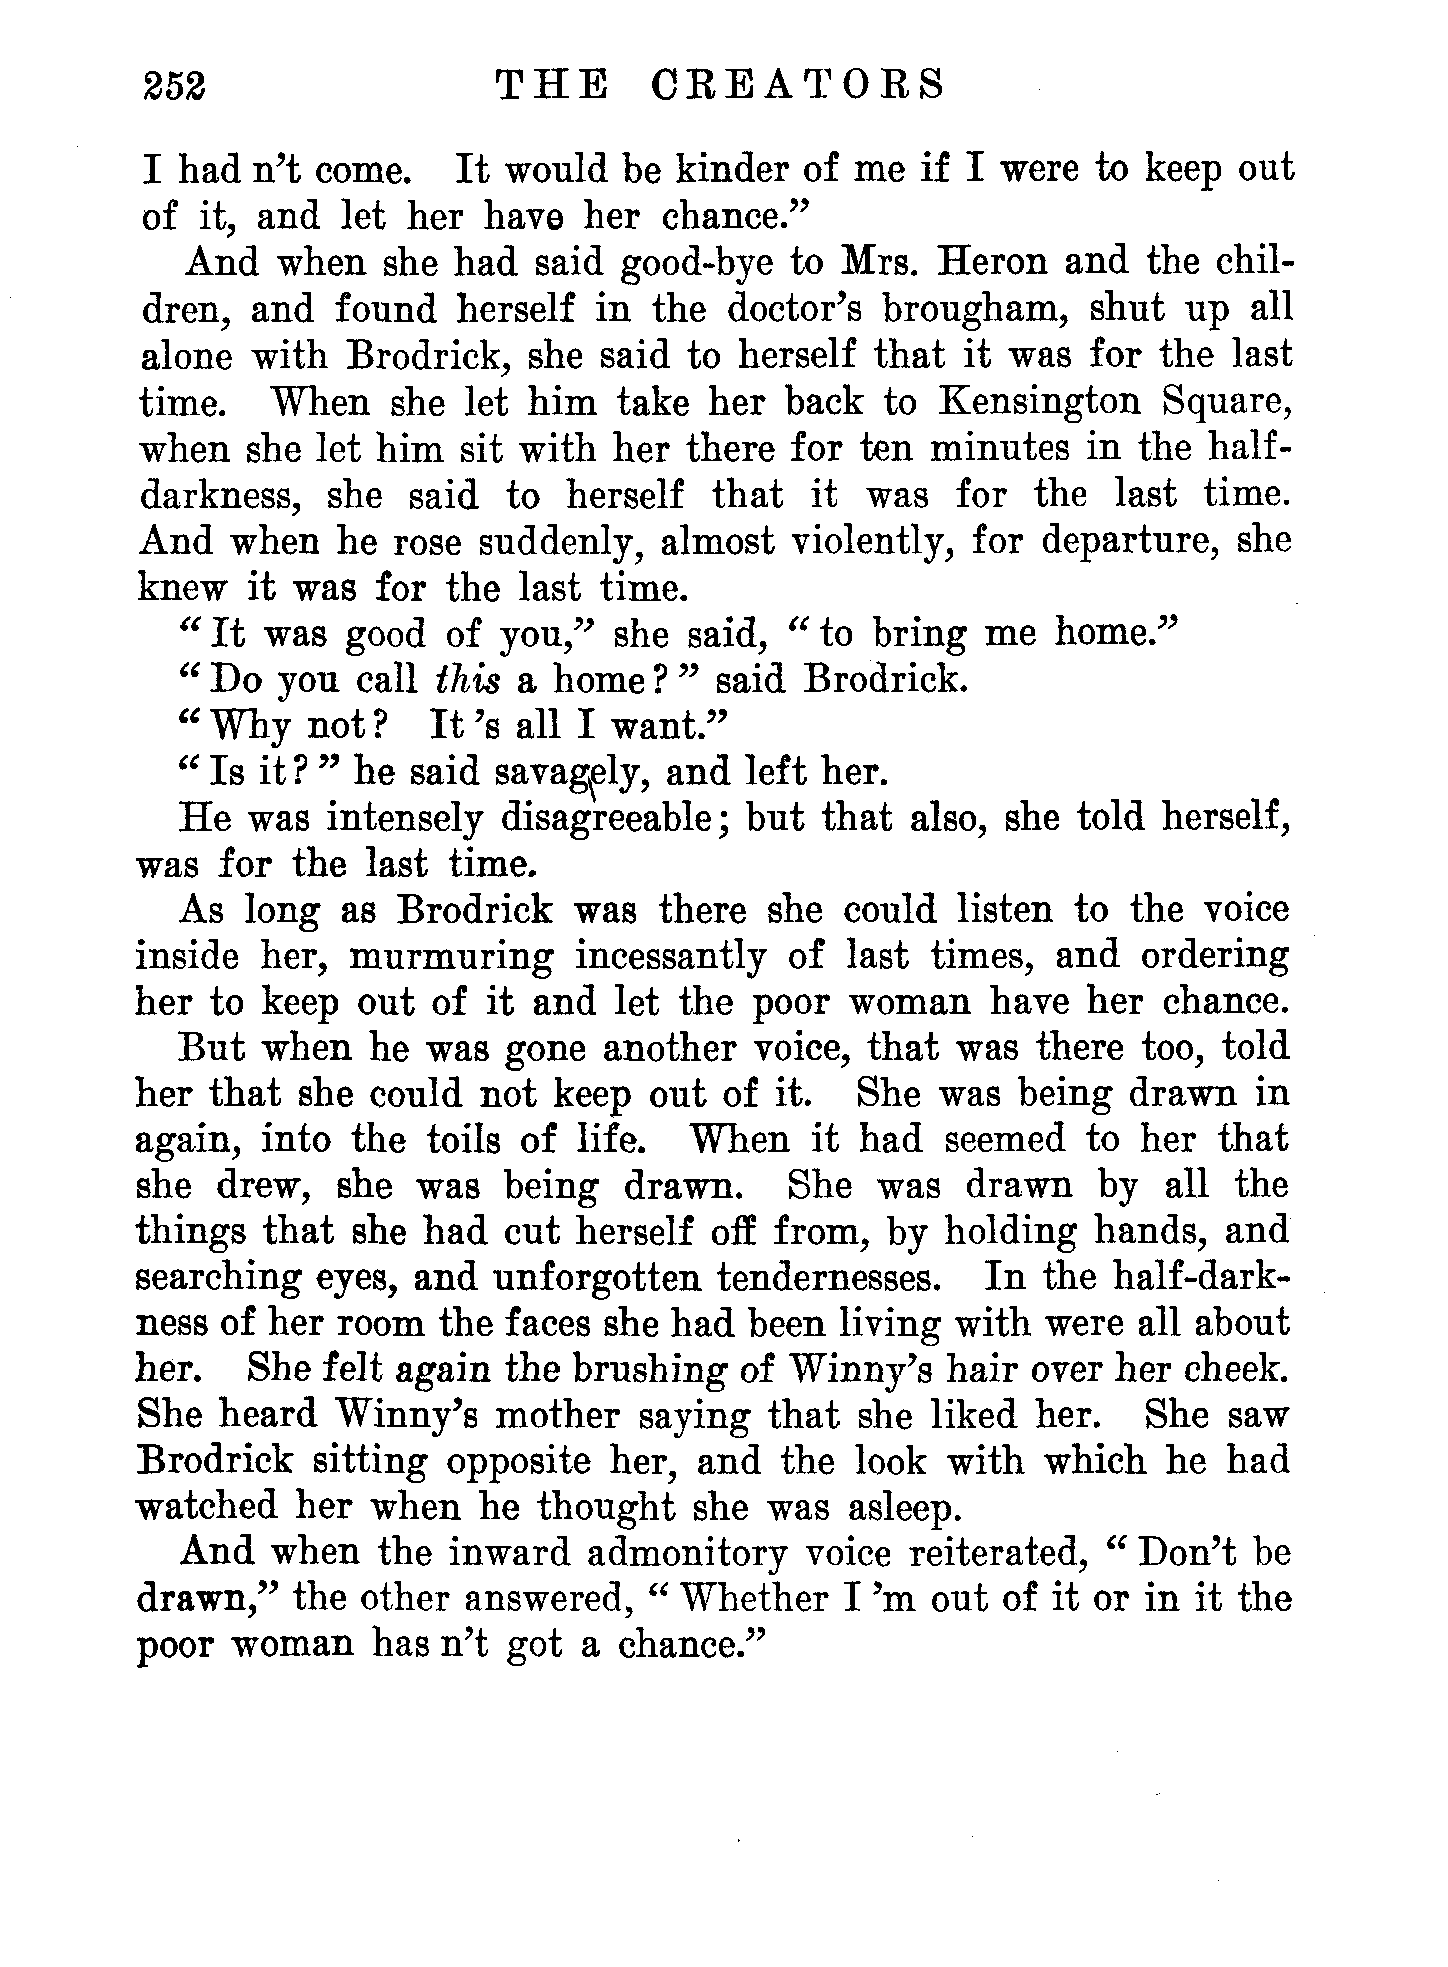 252 THE CREATORS
I had n't come. It would be kinder of me if I were to keep out
of it, and let her have her chance.”
And when she had said good-bye to Mrs. Heron and the chil-
dren, and found herself in the doctor's brougham, shut up all
alone with Brodrick, she said to herself that it was for the last
time. When she let him take her back to Kensington Square,
when she let him sit with her there for ten minutes in the half-
darkness, she said to herself that it was for the last time.
And when he rose suddenly, almost violently, for departure, she
knew it was for the last time.
“It was good of you,” she said, “to bring me home.”
“Do you call this a home?” said Brodrick.
“Why not? It 's all I want.”
“Is it?” he said savagely, and left her.
He was intensely disagreeable; but that also, she told herself,
was for the last time.
As long as Brodrick was there she could listen to the voice
inside her, murmuring incessantly of last times, and ordering
her to keep out of it and let the poor woman have her chance.
But when he was gone another voice, that was there too, told
her that she could not keep out of it. She was being drawn in
again, into the toils of life. When it had seemed to her that
she drew, she was being drawn. She was drawn by all the
things that she had cut herself off from, by holding hands, and
searching eyes, and unforgotten tendernesses. In the half-dark-
ness of her room the faces she had been living with were all about
her. She felt again the brushing of Winny's hair over her cheek.
She heard Winny's mother saying that she liked her. She saw
Brodrick sitting opposite her, and the look with which he had
watched her when he thought she was asleep.
And when the inward admonitory voice reiterated, “Don't be
drawn,” the other answered, “Whether I 'm out of it or in it the
poor woman has n't got a chance.”